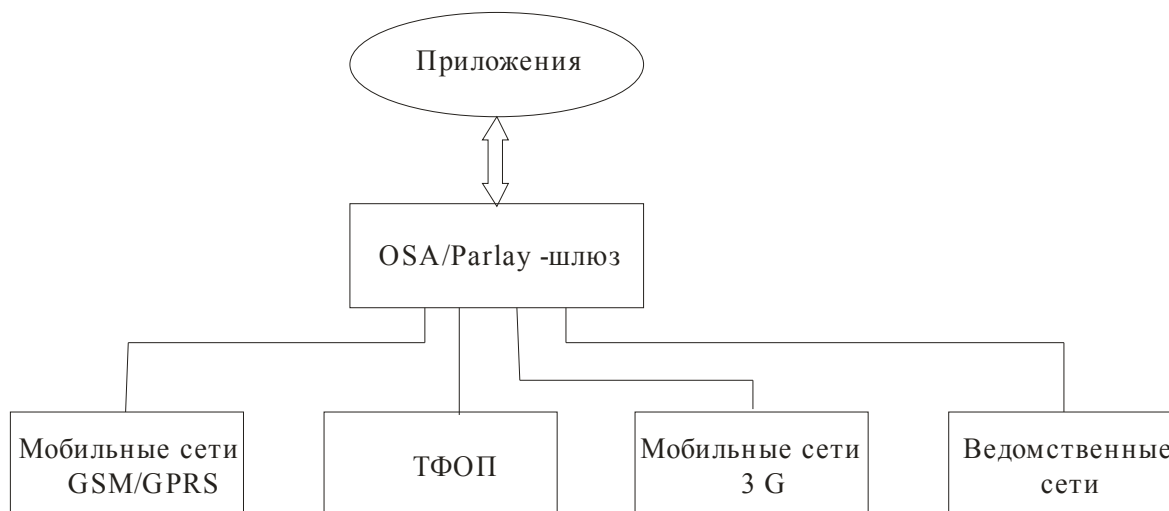 Приложения
OSA/Parlay -шлюз
Мобильные сети
GSM/GPRS
ТФОП
Мобильные сети
3 G
Ведомственные
сети